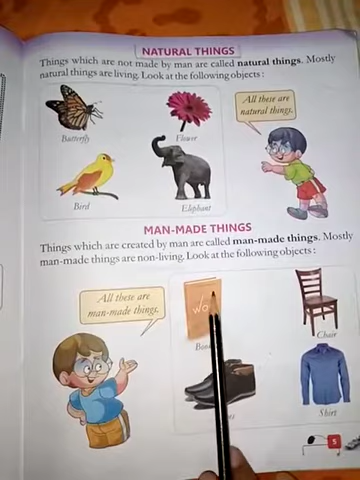 NATURAL THINGS
Things which are not made by man are called natural things. Mostly
natural things are living. Look at the following objects :
All these are
natural things.
Butterfly
Flower
Bird
Elephant
MAN-MADE THINGS
Things which are created by man are called man-made things. Mostly
man-made things are non-living. Look at the following objects :
All these are
man-made things.
Chair
Shirt
5